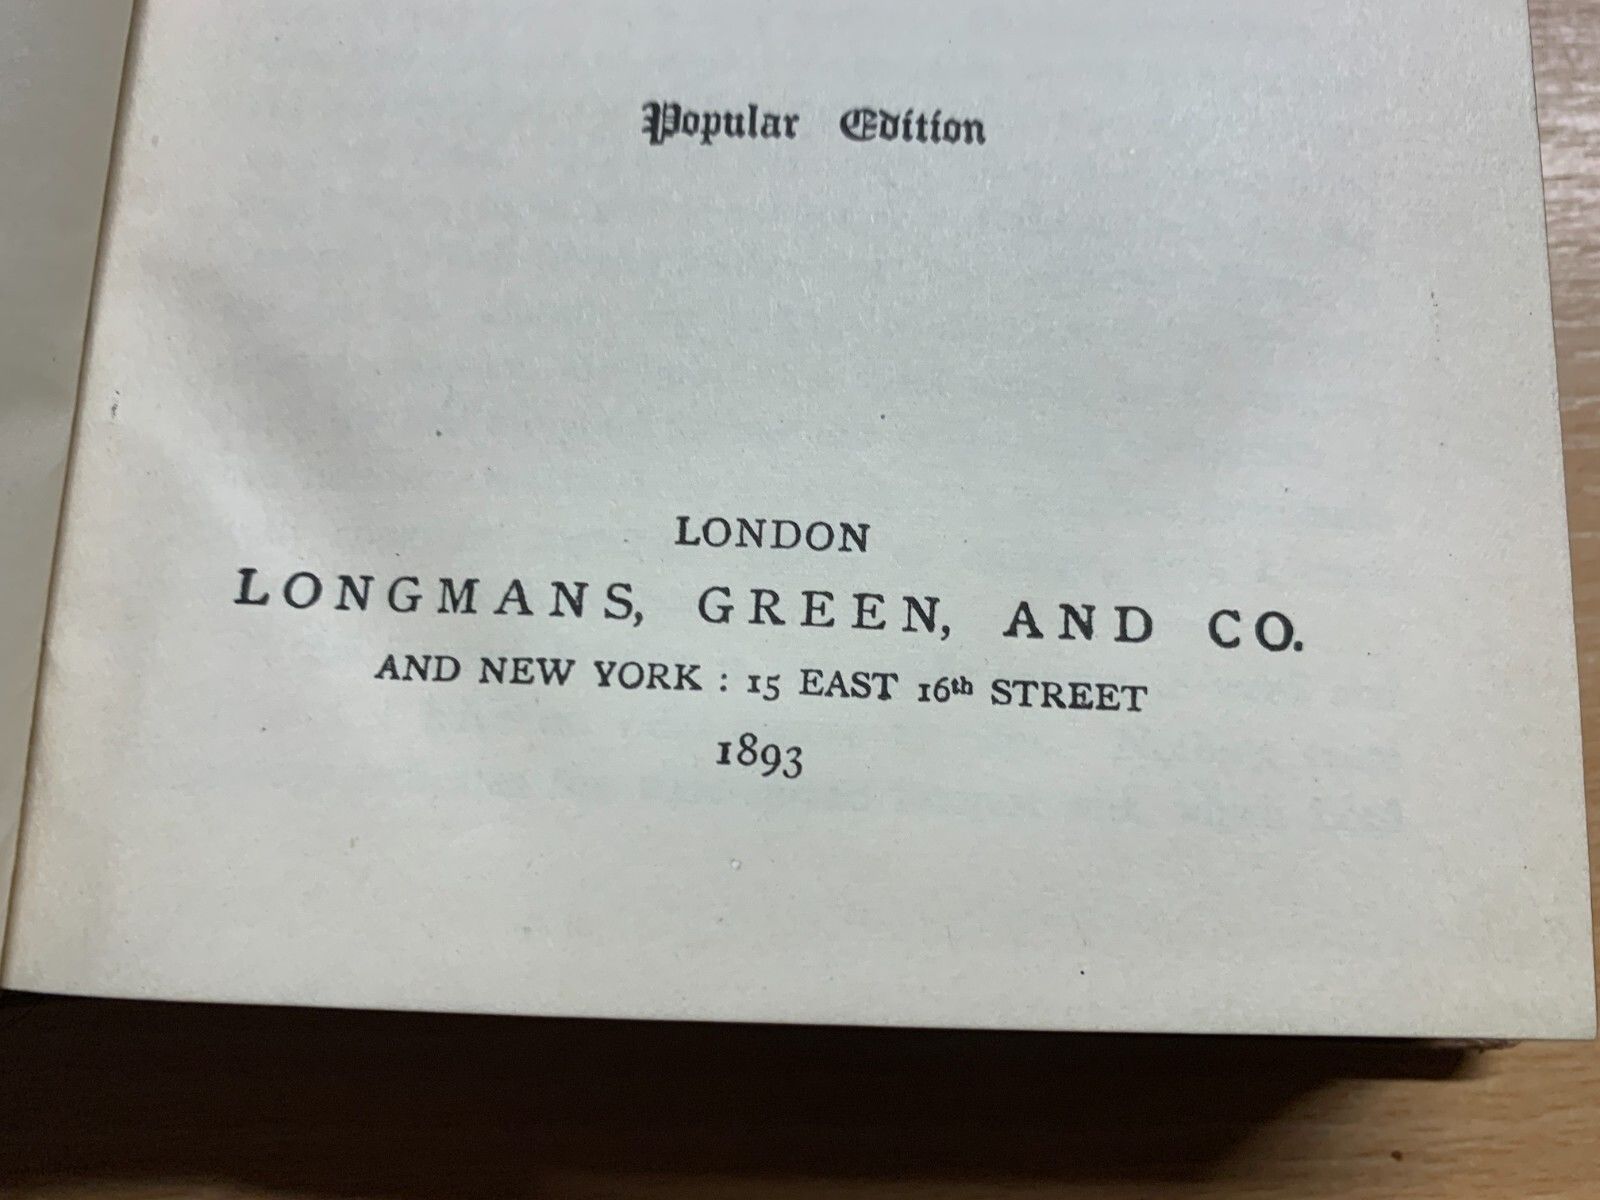 Popular Edition
LONDON
LONGMANS, GREEN, AND CO.
AND NEW YORK : 15 EAST 16th STREET
1893